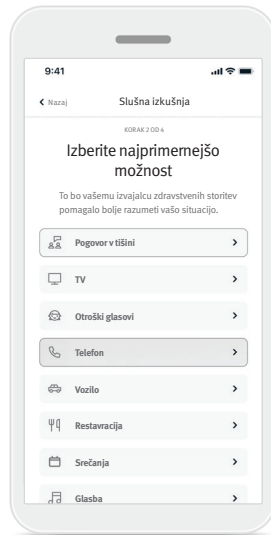 9:41
Nazaj
Slušna izkušnja
KORAK 2 OD 4
Izberite najprimernejšo
možnost
To bo vašemu izvajalcu zdravstvenih storitev
pomagalo bolje razumeti vašo situacijo.
Pogovor v tišini
TV
Otroški glasovi
Telefon
Vozilo
Restavracija
Srečanja
Glasba